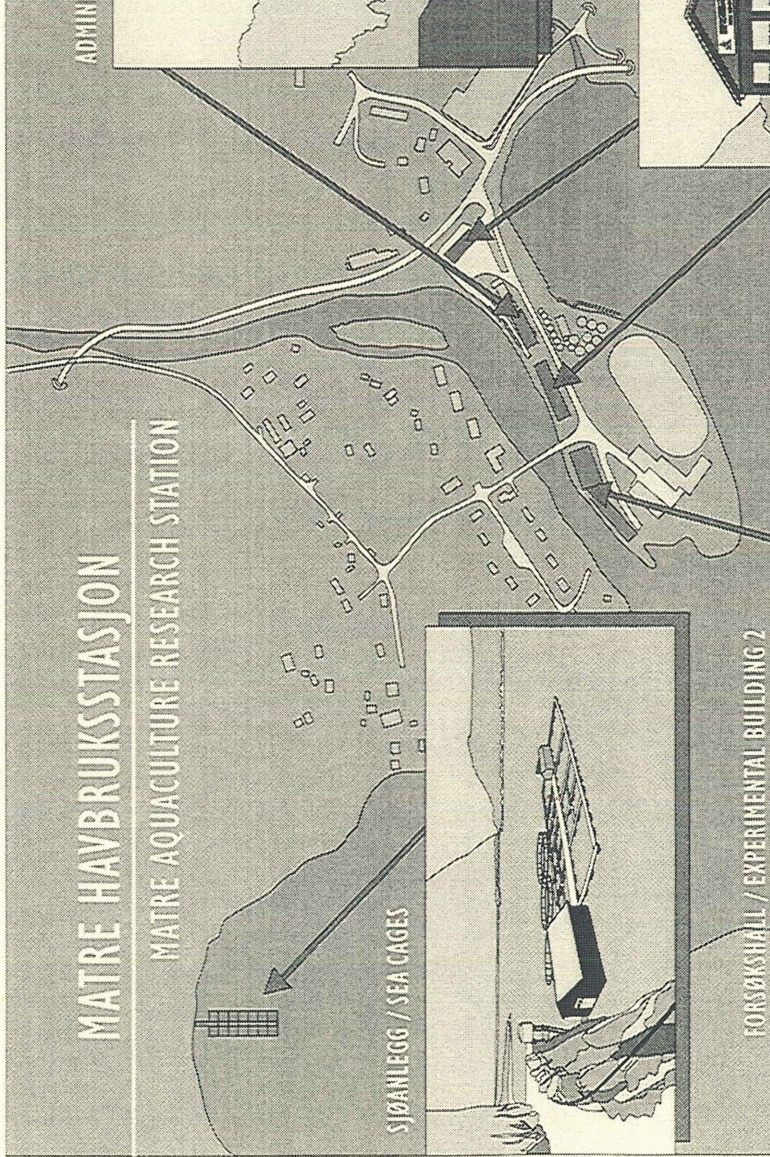 MATRE HAVBRUKSSTASJON
MATRE AQUACULTURE RESEARCH STATION
ADMIN
SJØANLEGG / SEA CAGES
FORSØKSHALL / EXPERIMENTAL BUILDING 2